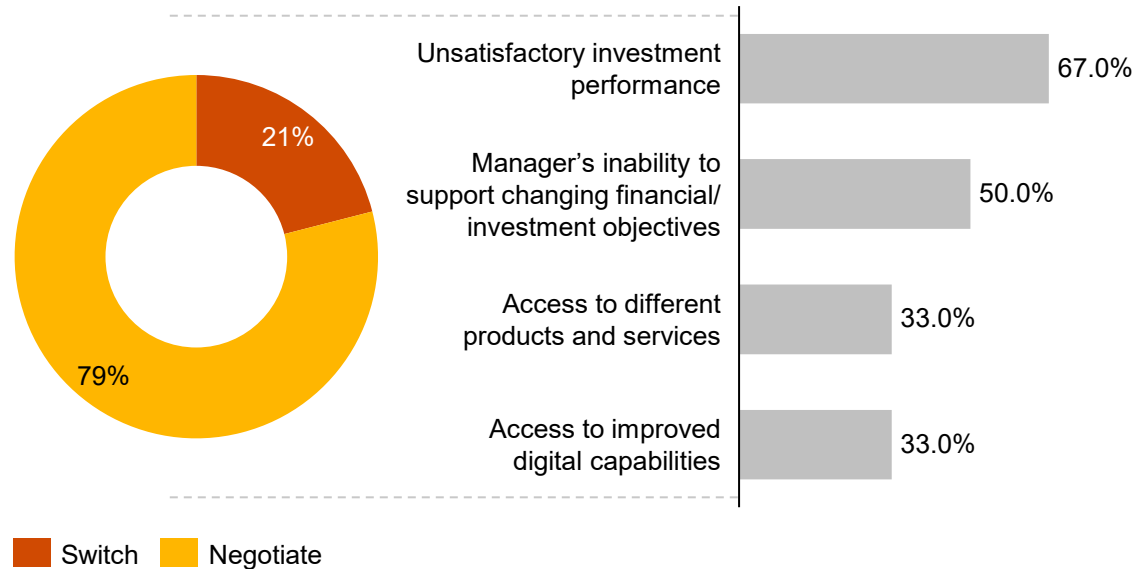 21%
79%
Unsatisfactory investment
performance
67.0%
Manager’s inability to
support changing financial/
investment objectives
50.0%
Access to different
products and services
33.0%
Access to improved
digital capabilities
33.0%
Switch
Negotiate